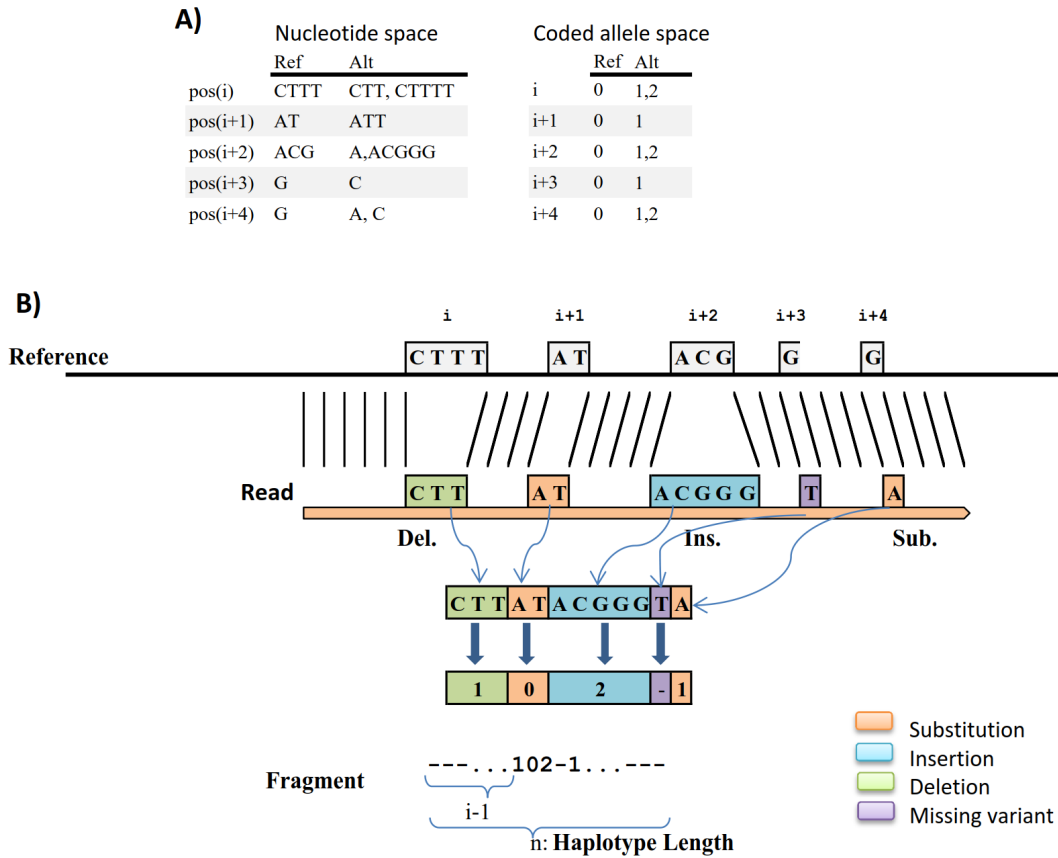 A)
Nucleotide space Coded allele space
Ref Alt Ref Alt
pos(i) CTTT CTT, CTTTT i 0 1,2
pos(i+1) AT ATT i+1 0 1
pos(i+2) ACG A,ACGGG i+2 0 1,2
pos(i+3) G C i+3 0 1
pos(i+4) G A, C i+4 0 1,2
B)
i i+1 i+2 i+3 i+4
Reference C T T T A T A C G G G
Read C T T A T A C G G G T A
Del. Ins. Sub.
C T T A T A C G G G T A
1 0 2 - 1
Substitution
Insertion
Deletion
Missing variant
Fragment ---...102-1...---
i-1
n: Haplotype Length